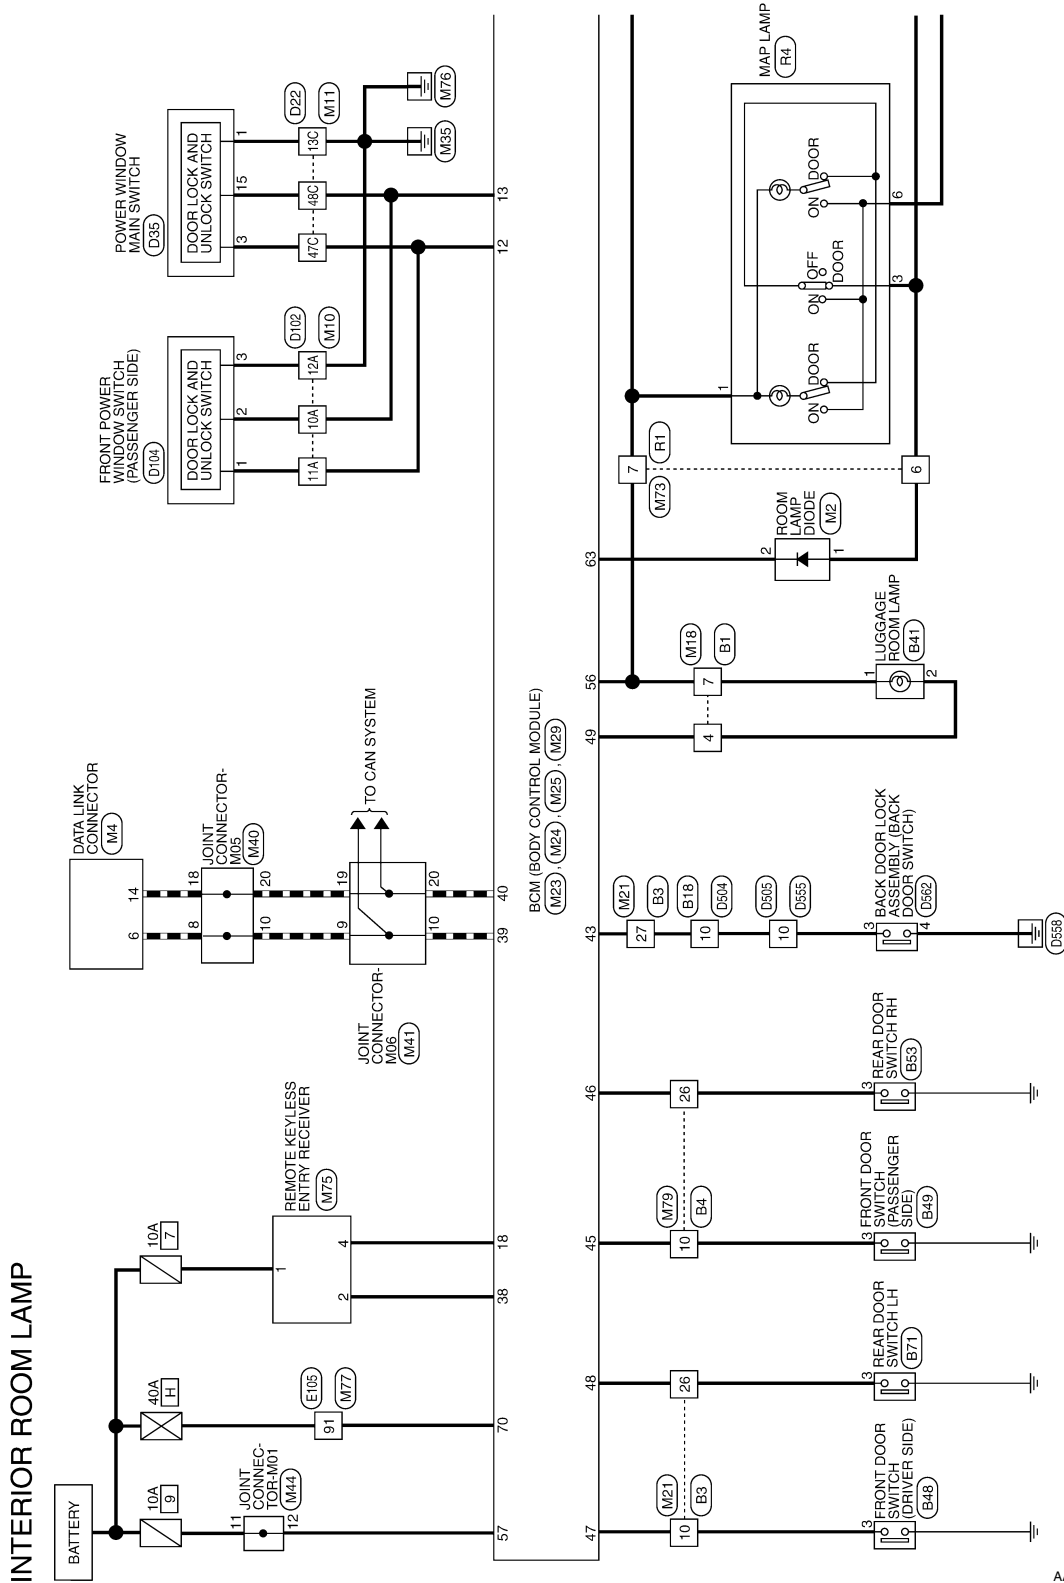 INTERIOR ROOM LAMP
BATTERY
10A
9
JOINT
CONNEC-
TOR-M01
M44
11
12
57
40A
H
E105
M77
91
70
10A
7
REMOTE KEYLESS
ENTRY RECEIVER
M75
1
2
4
38
18
DATA LINK
CONNECTOR
M4
6
14
JOINT
CONNECTOR-
M05
M40
8
18
10
20
JOINT
CONNECTOR-
M06
M41
9
19
10
20
TO CAN SYSTEM
39
40
FRONT POWER
WINDOW SWITCH
(PASSENGER SIDE)
D104
DOOR LOCK AND
UNLOCK SWITCH
1
2
3
11A
10A
12A
D102
M10
POWER WINDOW
MAIN SWITCH
D35
DOOR LOCK AND
UNLOCK SWITCH
3
15
1
47C
48C
13C
D22
M11
M35
M76
12
13
BCM (BODY CONTROL MODULE)
M23 , M24 , M25 , M29
47
48
45
46
43
49
56
63
M21
B3
10
26
3
FRONT DOOR
SWITCH
(DRIVER SIDE)
B48
3
REAR DOOR
SWITCH LH
B71
M79
B4
10
26
3
FRONT DOOR
SWITCH
(PASSENGER
SIDE)
B49
3
REAR DOOR
SWITCH RH
B53
M21
27
B3
B18
10
D504
D505
10
D555
3
4
BACK DOOR LOCK
ASSEMBLY (BACK
DOOR SWITCH)
D562
D558
M18
B1
4
7
1
2
LUGGAGE
ROOM LAMP
B41
2
1
ROOM
LAMP
DIODE
M2
7
M73
R1
6
MAP LAMP
R4
1
ON
DOOR
ON
OFF
DOOR
ON
DOOR
3
6